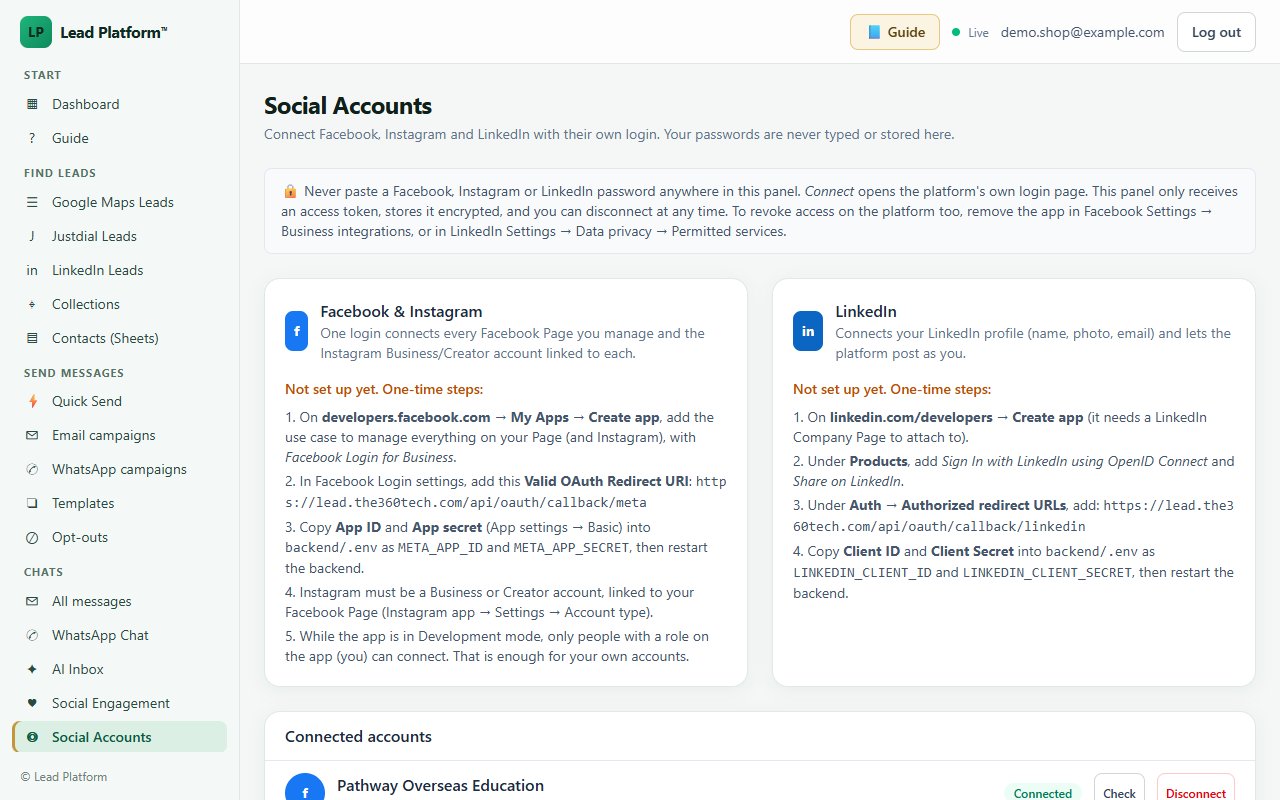 LP Lead Platform™
START
Dashboard
? Guide
FIND LEADS
Google Maps Leads
J Justdial Leads
in LinkedIn Leads
Collections
Contacts (Sheets)
SEND MESSAGES
Quick Send
Email campaigns
WhatsApp campaigns
Templates
Opt-outs
CHATS
All messages
WhatsApp Chat
AI Inbox
Social Engagement
Social Accounts
© Lead Platform
Guide
Live
demo.shop@example.com
Log out
Social Accounts
Connect Facebook, Instagram and LinkedIn with their own login. Your passwords are never typed or stored here.
Never paste a Facebook, Instagram or LinkedIn password anywhere in this panel. Connect opens the platform's own login page. This panel only receives
an access token, stores it encrypted, and you can disconnect at any time. To revoke access on the platform too, remove the app in Facebook Settings →
Business integrations, or in LinkedIn Settings → Data privacy → Permitted services.
f
Facebook & Instagram
One login connects every Facebook Page you manage and the
Instagram Business/Creator account linked to each.
Not set up yet. One-time steps:
1. On developers.facebook.com → My Apps → Create app, add the
use case to manage everything on your Page (and Instagram), with
Facebook Login for Business.
2. In Facebook Login settings, add this Valid OAuth Redirect URI: http
s://lead.the360tech.com/api/oauth/callback/meta
3. Copy App ID and App secret (App settings → Basic) into
backend/.env as META_APP_ID and META_APP_SECRET, then restart
the backend.
4. Instagram must be a Business or Creator account, linked to your
Facebook Page (Instagram app → Settings → Account type).
5. While the app is in Development mode, only people with a role on
the app (you) can connect. That is enough for your own accounts.
in
LinkedIn
Connects your LinkedIn profile (name, photo, email) and lets the
platform post as you.
Not set up yet. One-time steps:
1. On linkedin.com/developers → Create app (it needs a LinkedIn
Company Page to attach to).
2. Under Products, add Sign In with LinkedIn using OpenID Connect and
Share on LinkedIn.
3. Under Auth → Authorized redirect URLs, add: https://lead.the3
60tech.com/api/oauth/callback/linkedin
4. Copy Client ID and Client Secret into backend/.env as
LINKEDIN_CLIENT_ID and LINKEDIN_CLIENT_SECRET, then restart the
backend.
Connected accounts
f
Pathway Overseas Education
Connected
Check
Disconnect